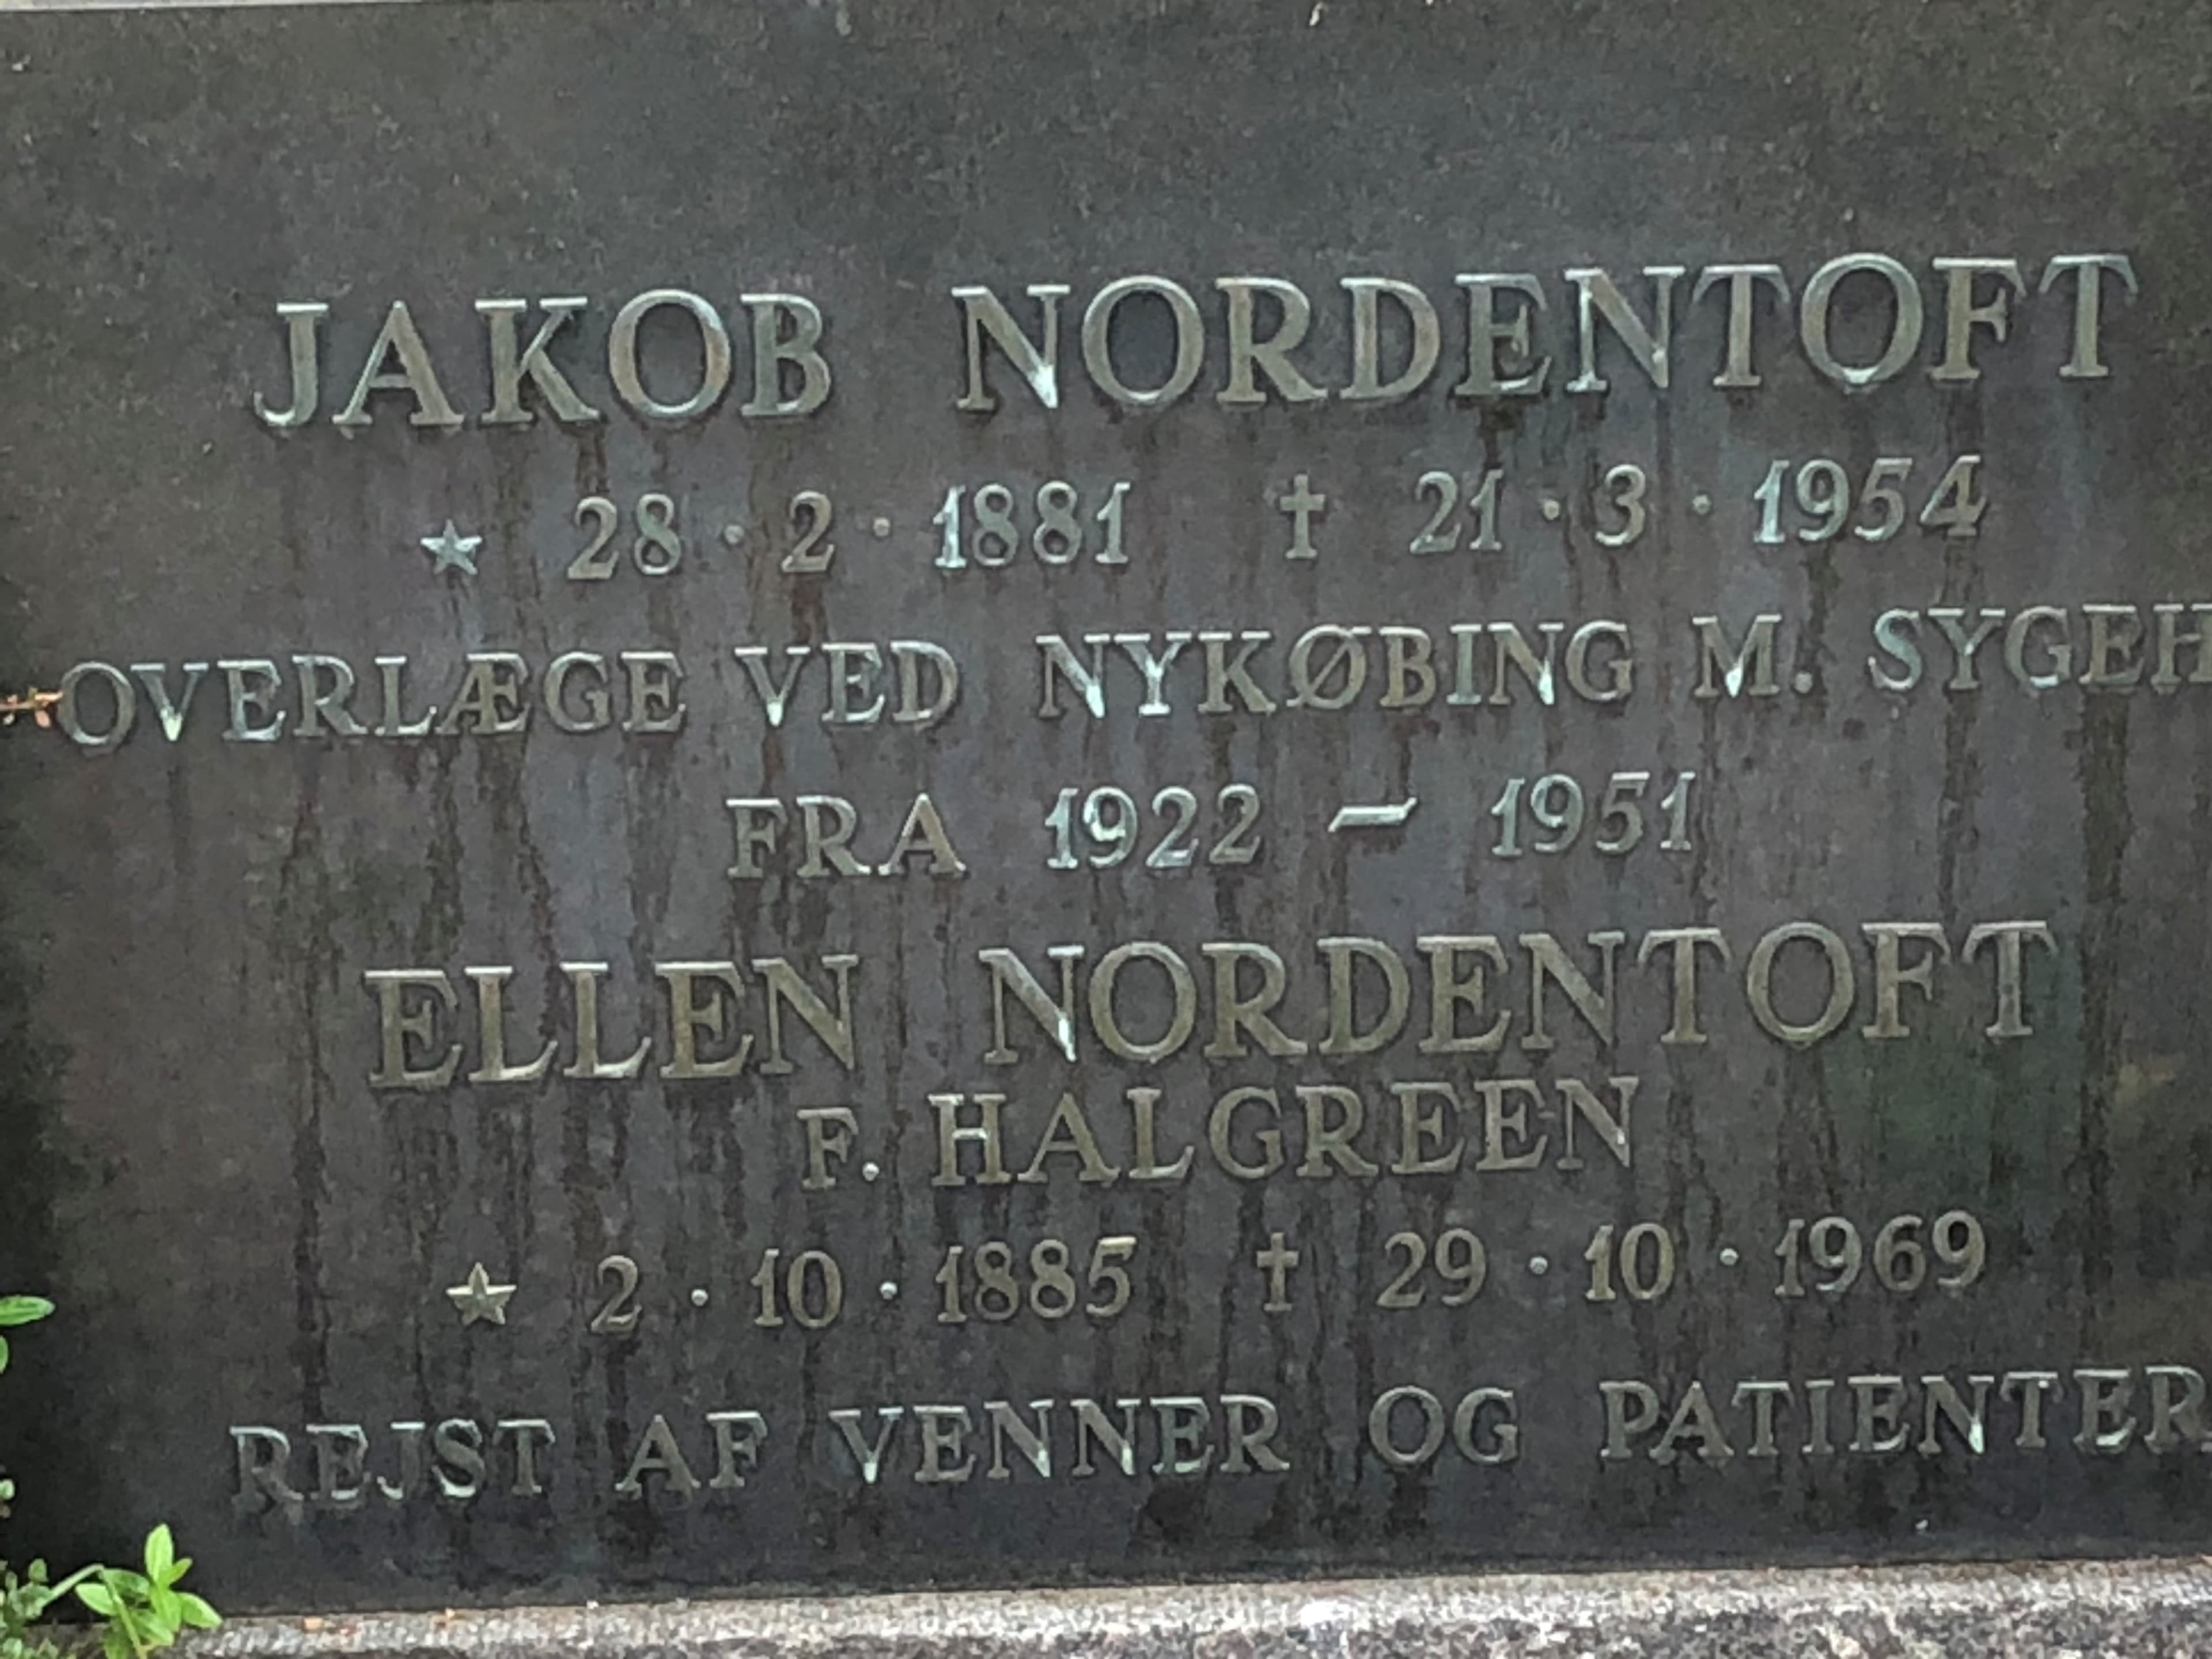 JAKOB NORDENTOFT
★ 28·2·1881 † 21·3·1954
OVERLÆGE VED NYKØBING M. SYGEH
FRA 1922 – 1951
ELLEN NORDENTOFT
F. HALGREEN
★ 2·10·1885 † 29·10·1969
REJST AF VENNER OG PATIENTER